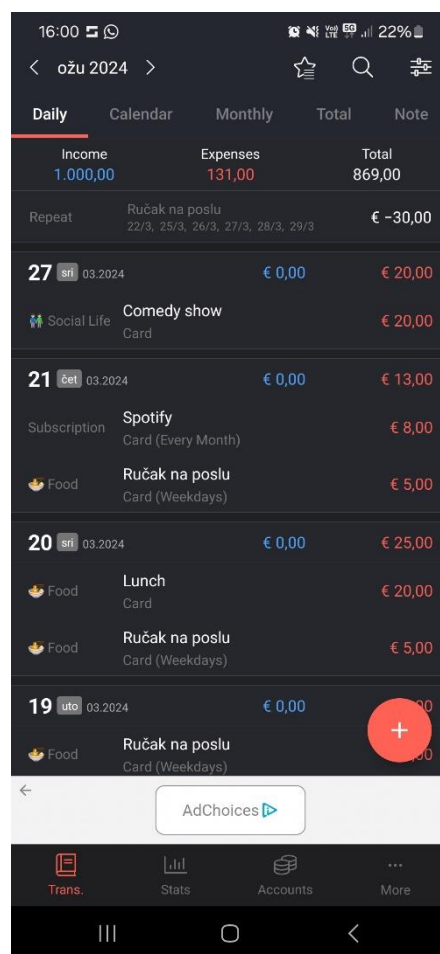 16:00 22%
ožu 2024
Daily Calendar Monthly Total Note
Income Expenses Total
1.000,00 131,00 869,00
Repeat Ručak na poslu € −30,00
22/3, 25/3, 26/3, 27/3, 28/3, 29/3
27 sri 03.2024 € 0,00 € 20,00
Social Life Comedy show € 20,00
Card
21 čet 03.2024 € 0,00 € 13,00
Subscription Spotify € 8,00
Card (Every Month)
Food Ručak na poslu € 5,00
Card (Weekdays)
20 sri 03.2024 € 0,00 € 25,00
Food Lunch € 20,00
Card
Food Ručak na poslu € 5,00
Card (Weekdays)
19 uto 03.2024 € 0,00
Food Ručak na poslu
Card (Weekdays)
AdChoices
Trans. Stats Accounts More